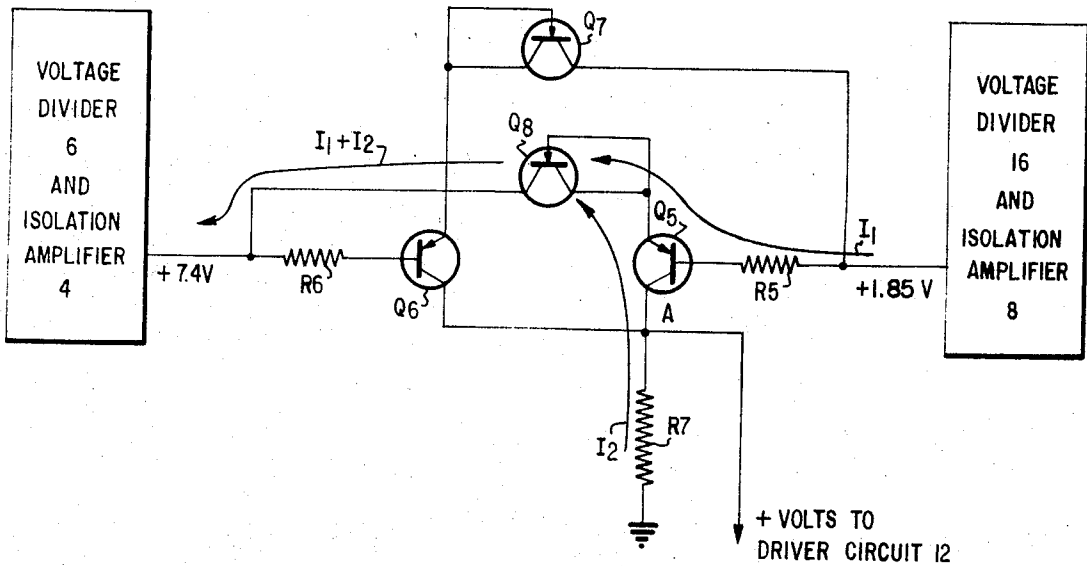 VOLTAGE
DIVIDER
6
AND
ISOLATION
AMPLIFIER
4
Q7
Q8
I1+I2
Q5
I1
+7.4V
R6
Q6
R5
+1.85 V
A
I2
R7
VOLTAGE
DIVIDER
16
AND
ISOLATION
AMPLIFIER
8
+ VOLTS TO
DRIVER CIRCUIT 12